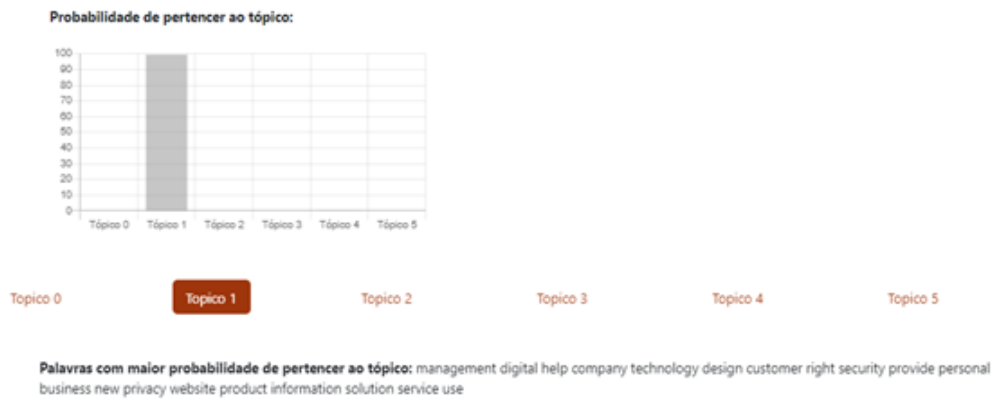 Probabilidade de pertencer ao tópico:
100
90
80
70
60
50
40
30
20
10
0
Tópico 0 Tópico 1 Tópico 2 Tópico 3 Tópico 4 Tópico 5
Topico 0 Topico 1 Topico 2 Topico 3 Topico 4 Topico 5
Palavras com maior probabilidade de pertencer ao tópico: management digital help company technology design customer right security provide personal
business new privacy website product information solution service use